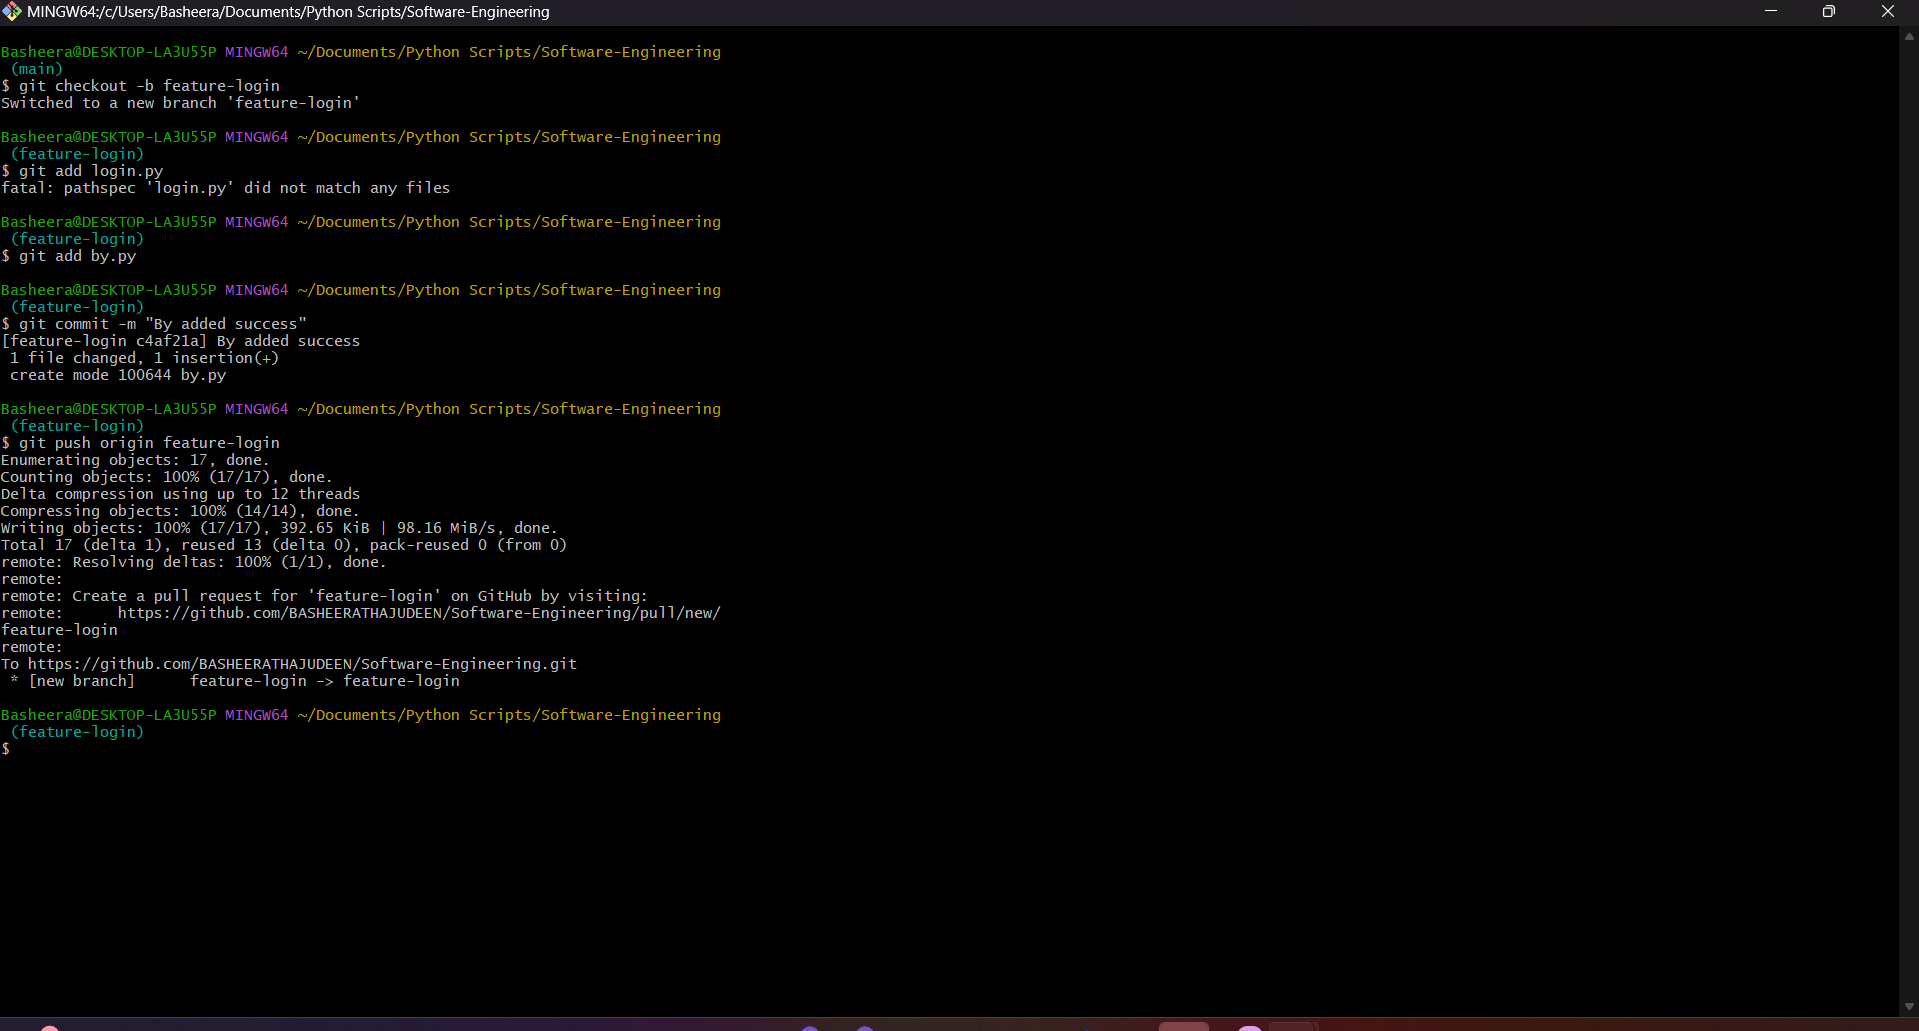 MINGW64:/c/Users/Basheera/Documents/Python Scripts/Software-Engineering
Basheera@DESKTOP-LA3U55P MINGW64 ~/Documents/Python Scripts/Software-Engineering
(main)
$ git checkout -b feature-login
Switched to a new branch 'feature-login'
Basheera@DESKTOP-LA3U55P MINGW64 ~/Documents/Python Scripts/Software-Engineering
(feature-login)
$ git add login.py
fatal: pathspec 'login.py' did not match any files
Basheera@DESKTOP-LA3U55P MINGW64 ~/Documents/Python Scripts/Software-Engineering
(feature-login)
$ git add by.py
Basheera@DESKTOP-LA3U55P MINGW64 ~/Documents/Python Scripts/Software-Engineering
(feature-login)
$ git commit -m "By added success"
[feature-login c4af21a] By added success
1 file changed, 1 insertion(+)
create mode 100644 by.py
Basheera@DESKTOP-LA3U55P MINGW64 ~/Documents/Python Scripts/Software-Engineering
(feature-login)
$ git push origin feature-login
Enumerating objects: 17, done.
Counting objects: 100% (17/17), done.
Delta compression using up to 12 threads
Compressing objects: 100% (14/14), done.
Writing objects: 100% (17/17), 392.65 KiB | 98.16 MiB/s, done.
Total 17 (delta 1), reused 13 (delta 0), pack-reused 0 (from 0)
remote: Resolving deltas: 100% (1/1), done.
remote:
remote: Create a pull request for 'feature-login' on GitHub by visiting:
remote:      https://github.com/BASHEERATHAJUDEEN/Software-Engineering/pull/new/
feature-login
remote:
To https://github.com/BASHEERATHAJUDEEN/Software-Engineering.git
* [new branch]      feature-login -> feature-login
Basheera@DESKTOP-LA3U55P MINGW64 ~/Documents/Python Scripts/Software-Engineering
(feature-login)
$